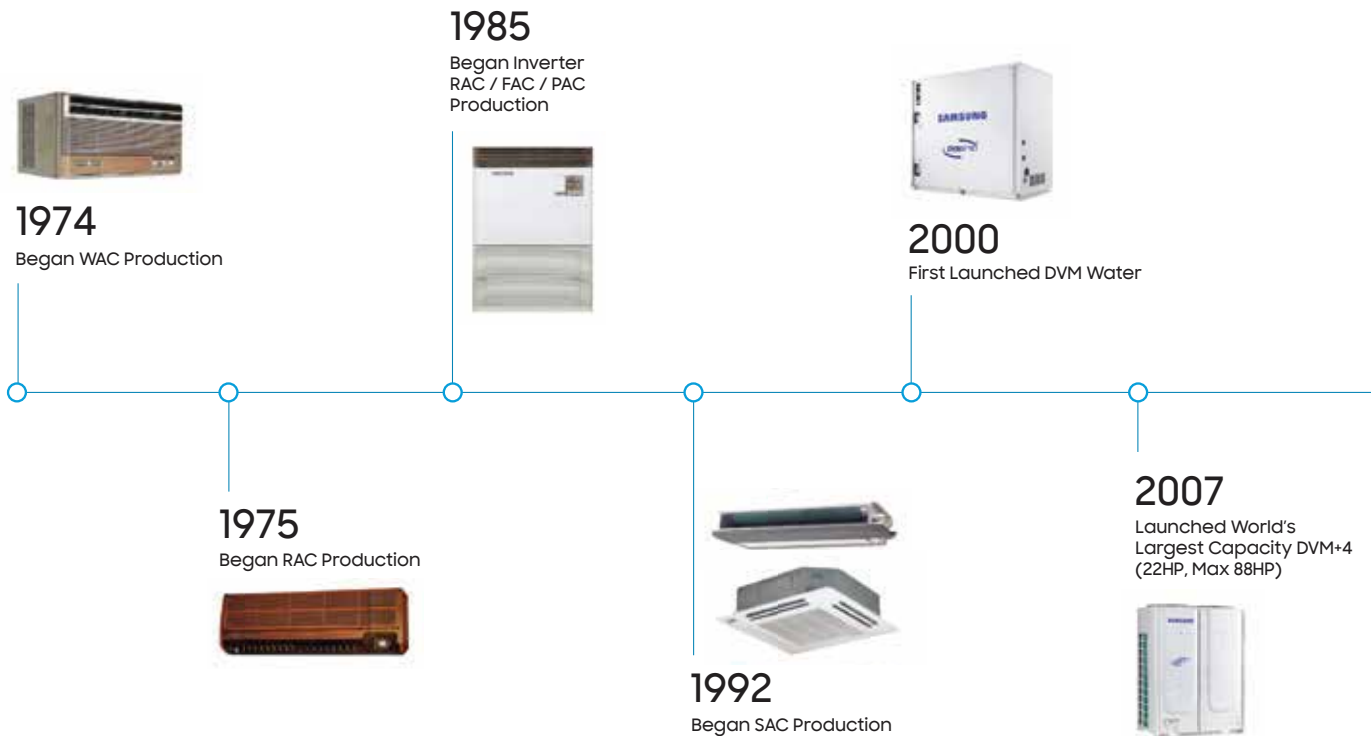 1974
Began WAC Production
1975
Began RAC Production
1985
Began Inverter
RAC / FAC / PAC
Production
1992
Began SAC Production
SAMSUNG
2000
First Launched DVM Water
2007
Launched World's
Largest Capacity DVM+4
(22HP, Max 88HP)
SAMSUNG